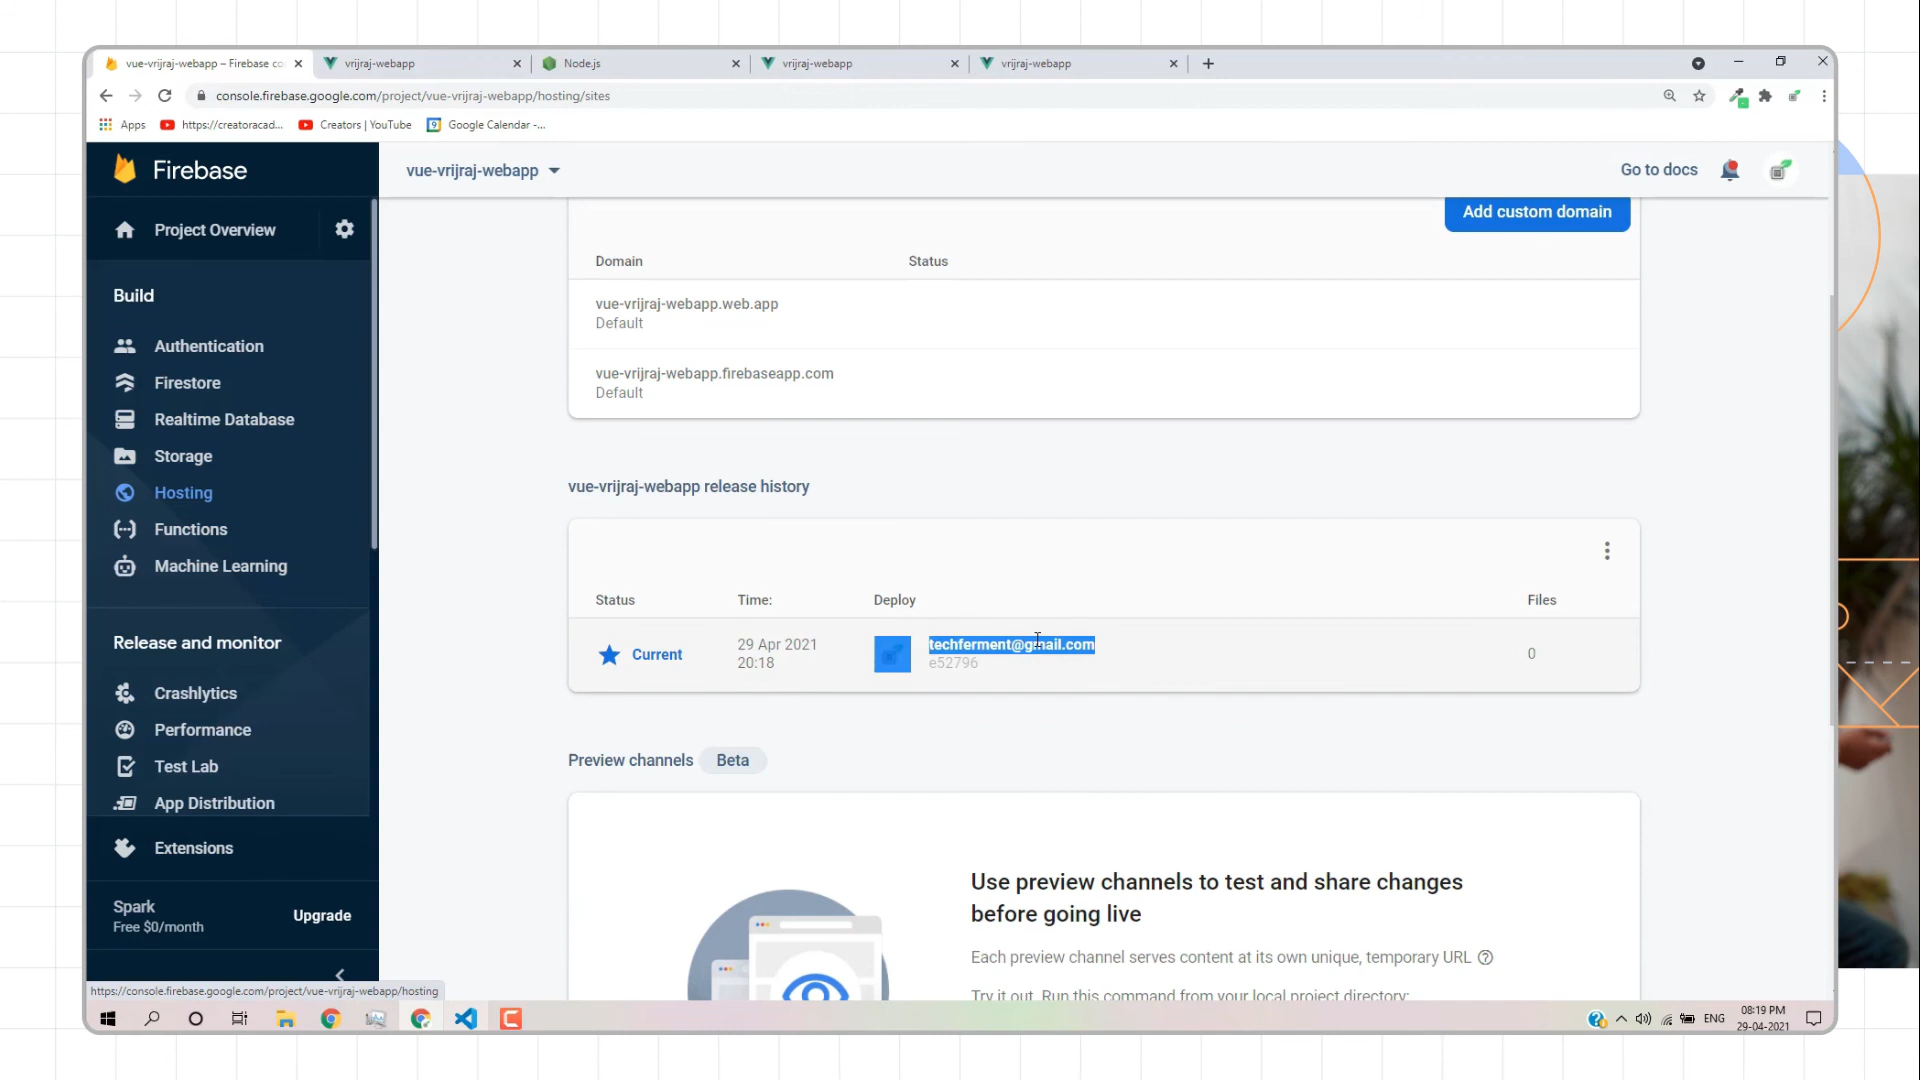 vue-vrijraj-webapp – Firebase co
vrijraj-webapp
Node.js
vrijraj-webapp
vrijraj-webapp
console.firebase.google.com/project/vue-vrijraj-webapp/hosting/sites
Apps
https://creatoracad...
Creators | YouTube
Google Calendar -...
Firebase
vue-vrijraj-webapp
Go to docs
Project Overview
Build
Authentication
Firestore
Realtime Database
Storage
Hosting
Functions
Machine Learning
Release and monitor
Crashlytics
Performance
Test Lab
App Distribution
Extensions
Spark
Free $0/month
Upgrade
Add custom domain
Domain
Status
vue-vrijraj-webapp.web.app
Default
vue-vrijraj-webapp.firebaseapp.com
Default
vue-vrijraj-webapp release history
Status
Time:
Deploy
Files
Current
29 Apr 2021
20:18
techferment@gmail.com
e52796
0
Preview channels
Beta
Use preview channels to test and share changes
before going live
Each preview channel serves content at its own unique, temporary URL
Try it out. Run this command from your local project directory:
https://console.firebase.google.com/project/vue-vrijraj-webapp/hosting
ENG
08:19 PM
29-04-2021